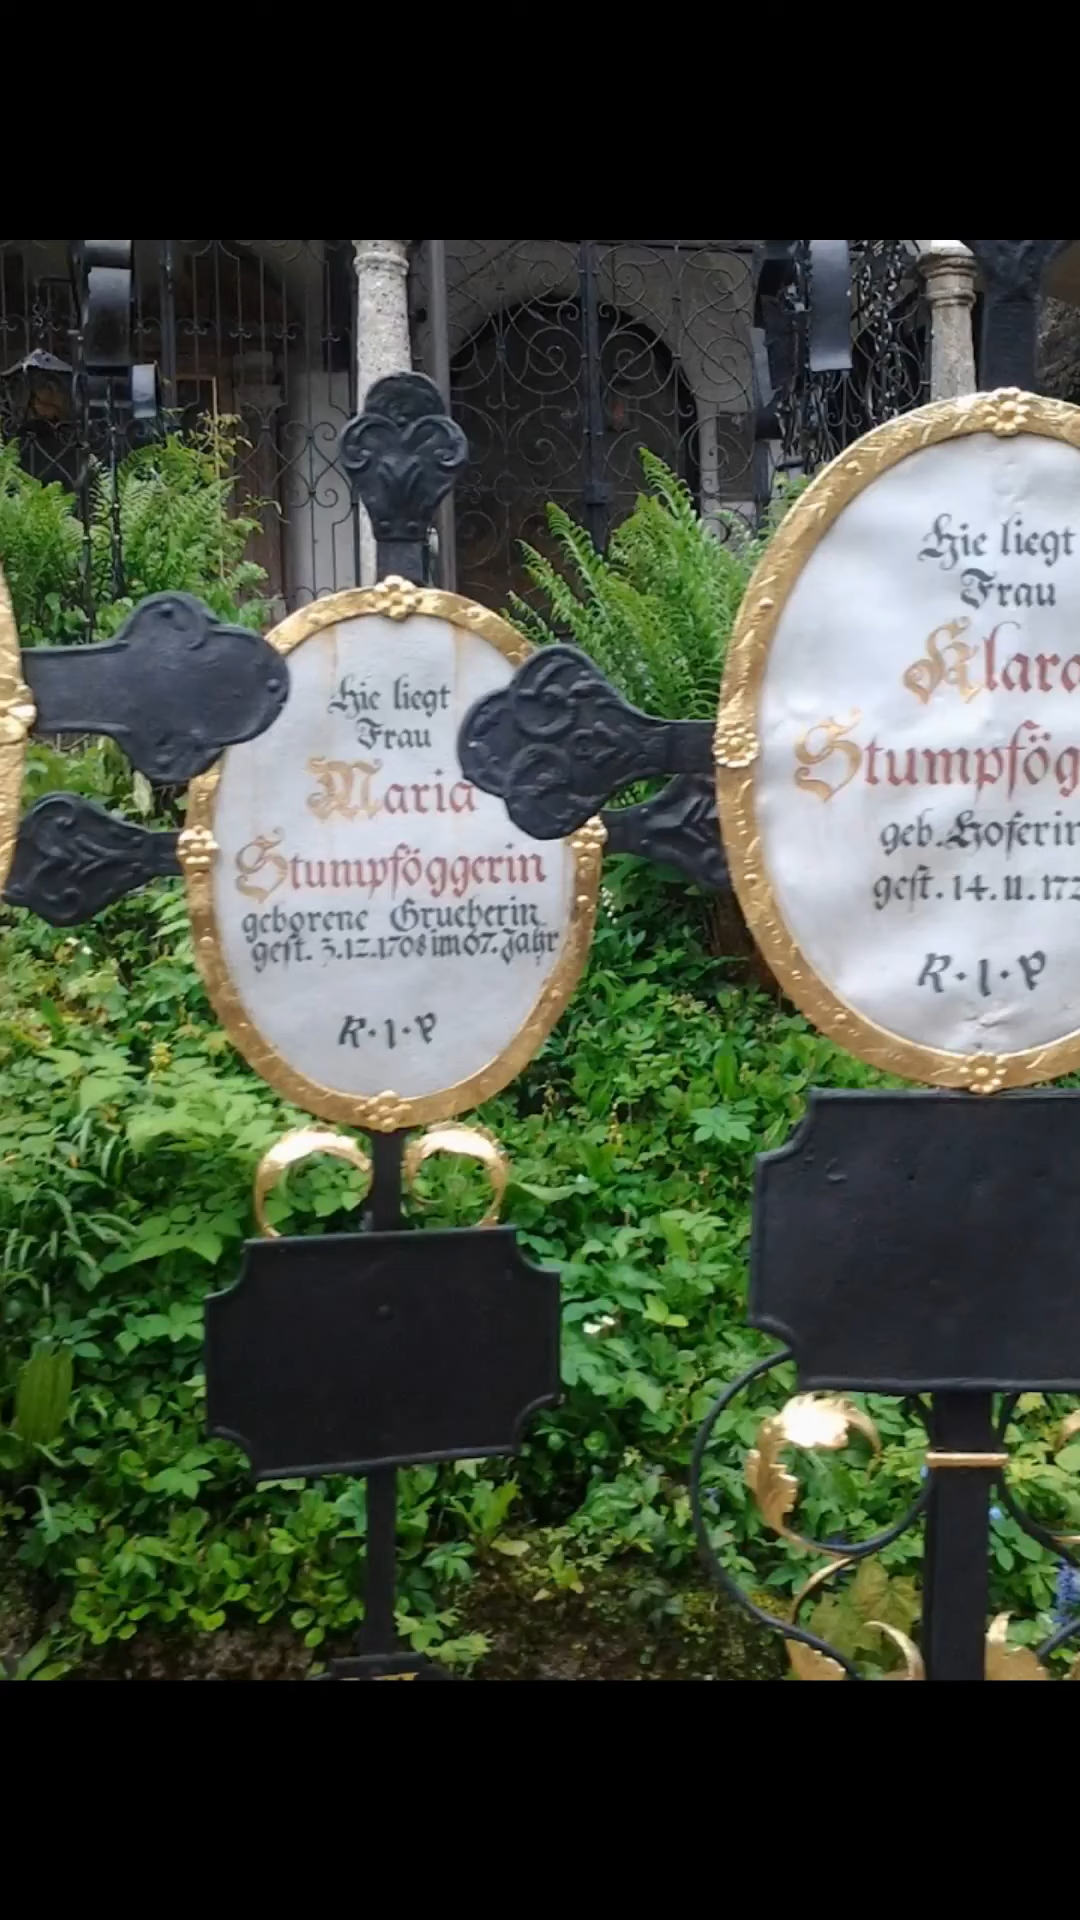 Hie liegt
Frau
Maria
Stumpföggerin
geborene Grueberin
gest. 3.12.1708 im 67. Jahr
R·I·P
Hie liegt
Frau
Klara
Stumpfög
geb. Hoferin
gest. 14.11.172
R·I·P